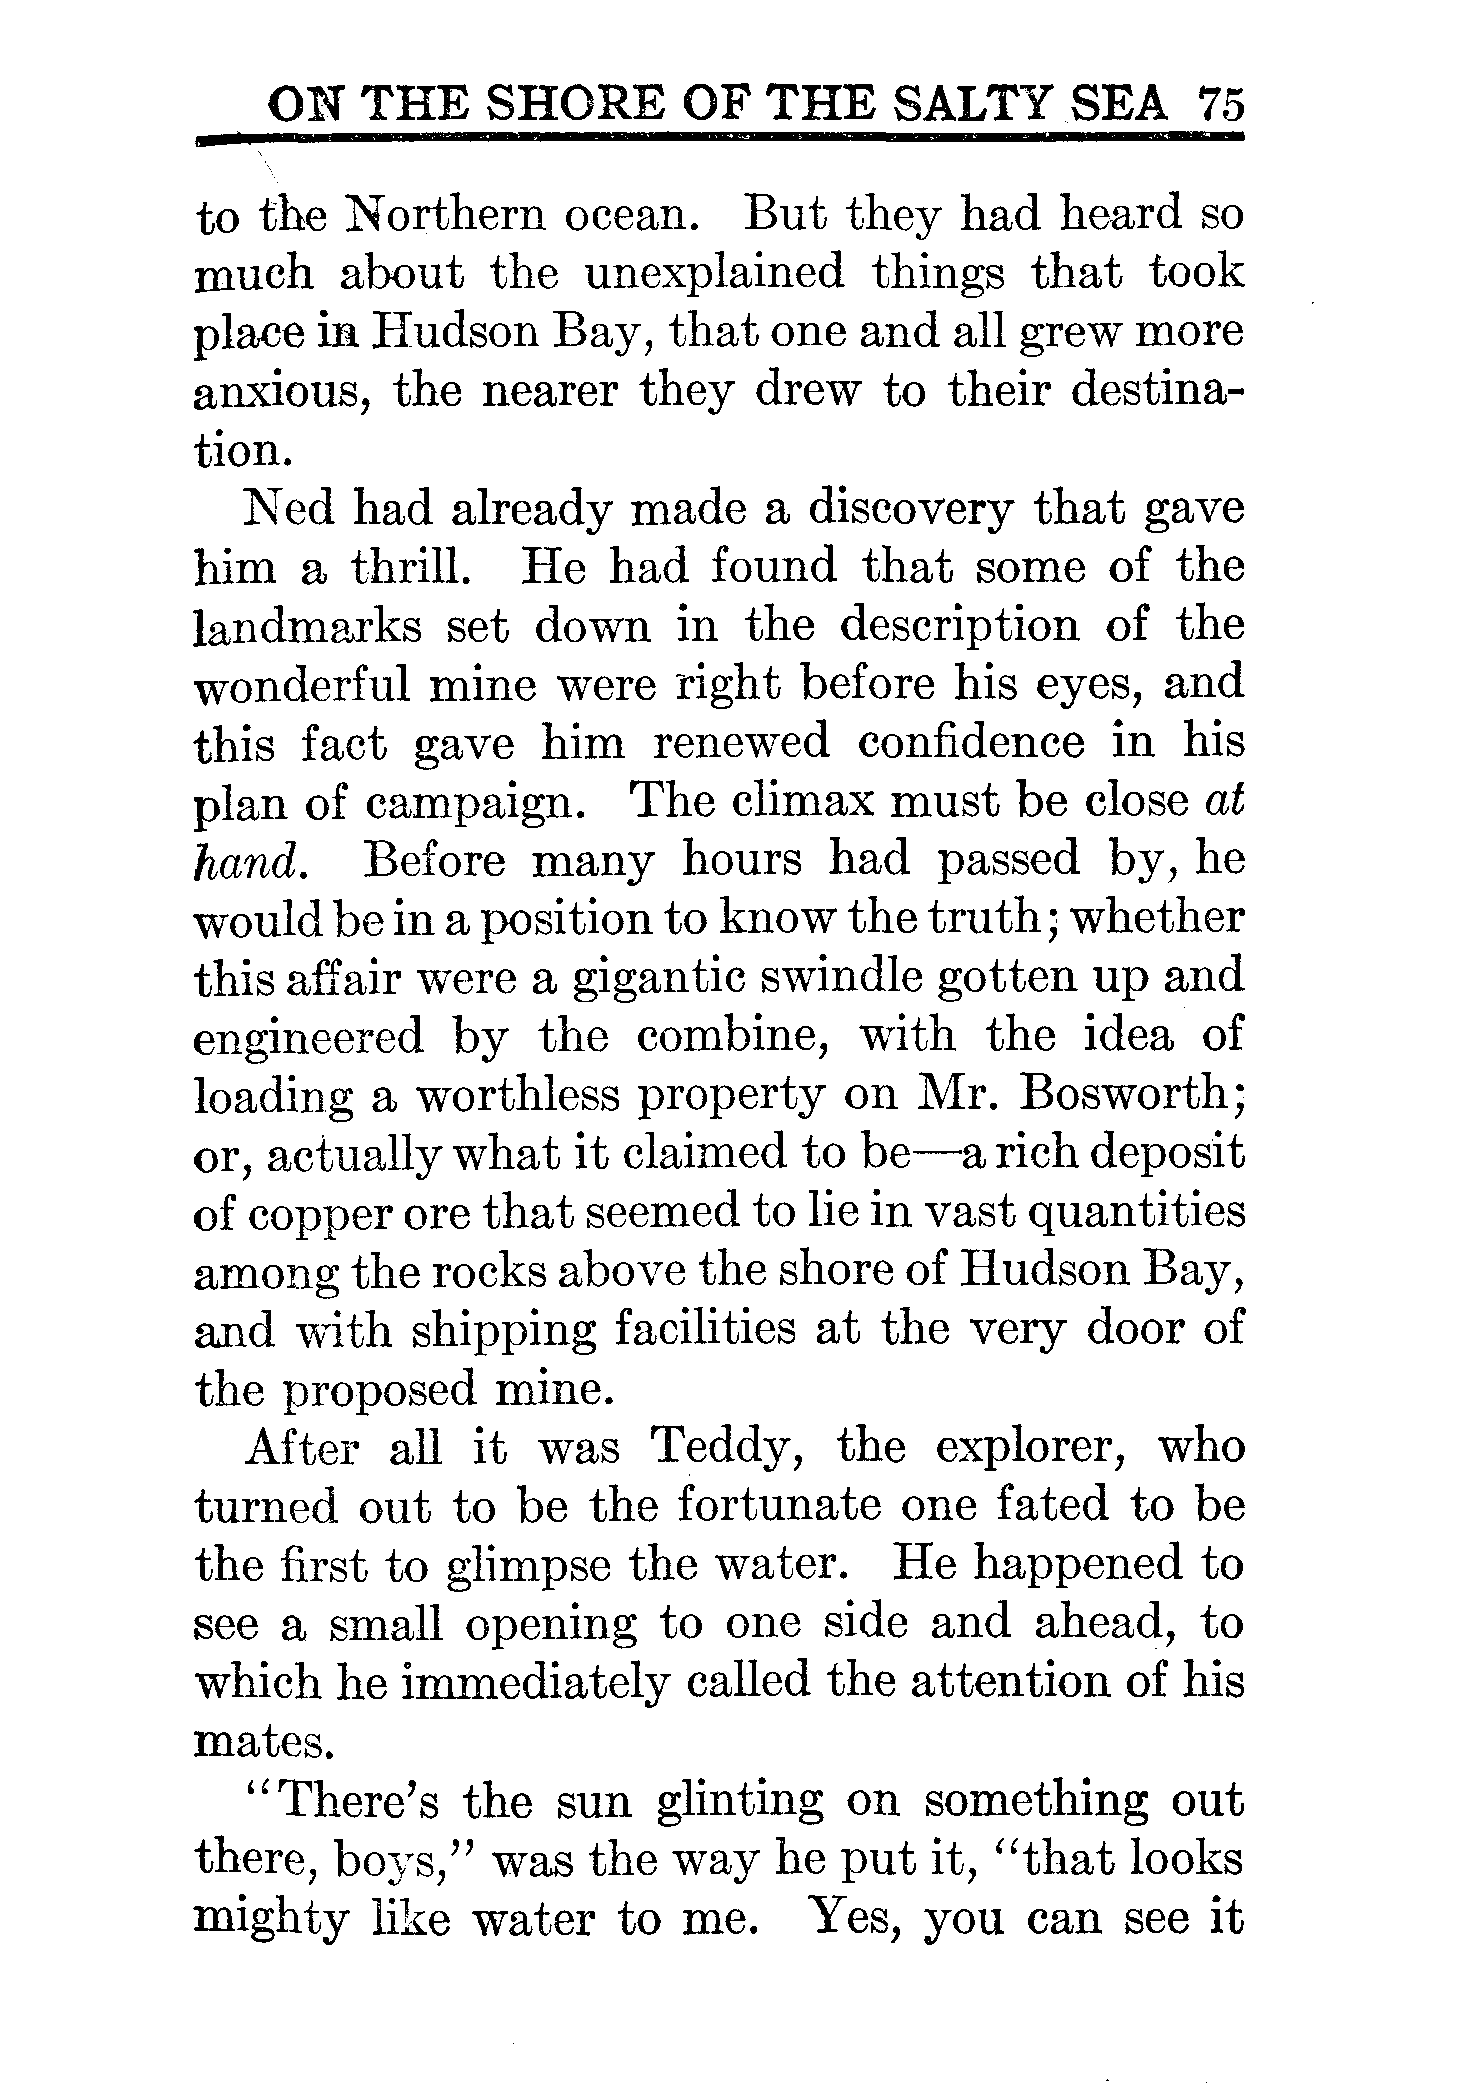 ON THE SHORE OF THE SALTY SEA 75
to the Northern ocean. But they had heard so
much about the unexplained things that took
place in Hudson Bay, that one and all grew more
anxious, the nearer they drew to their destina-
tion.
Ned had already made a discovery that gave
him a thrill. He had found that some of the
landmarks set down in the description of the
wonderful mine were right before his eyes, and
this fact gave him renewed confidence in his
plan of campaign. The climax must be close at
hand. Before many hours had passed by, he
would be in a position to know the truth; whether
this affair were a gigantic swindle gotten up and
engineered by the combine, with the idea of
loading a worthless property on Mr. Bosworth;
or, actually what it claimed to be—a rich deposit
of copper ore that seemed to lie in vast quantities
among the rocks above the shore of Hudson Bay,
and with shipping facilities at the very door of
the proposed mine.
After all it was Teddy, the explorer, who
turned out to be the fortunate one fated to be
the first to glimpse the water. He happened to
see a small opening to one side and ahead, to
which he immediately called the attention of his
mates.
"There's the sun glinting on something out
there, boys," was the way he put it, "that looks
mighty like water to me. Yes, you can see it